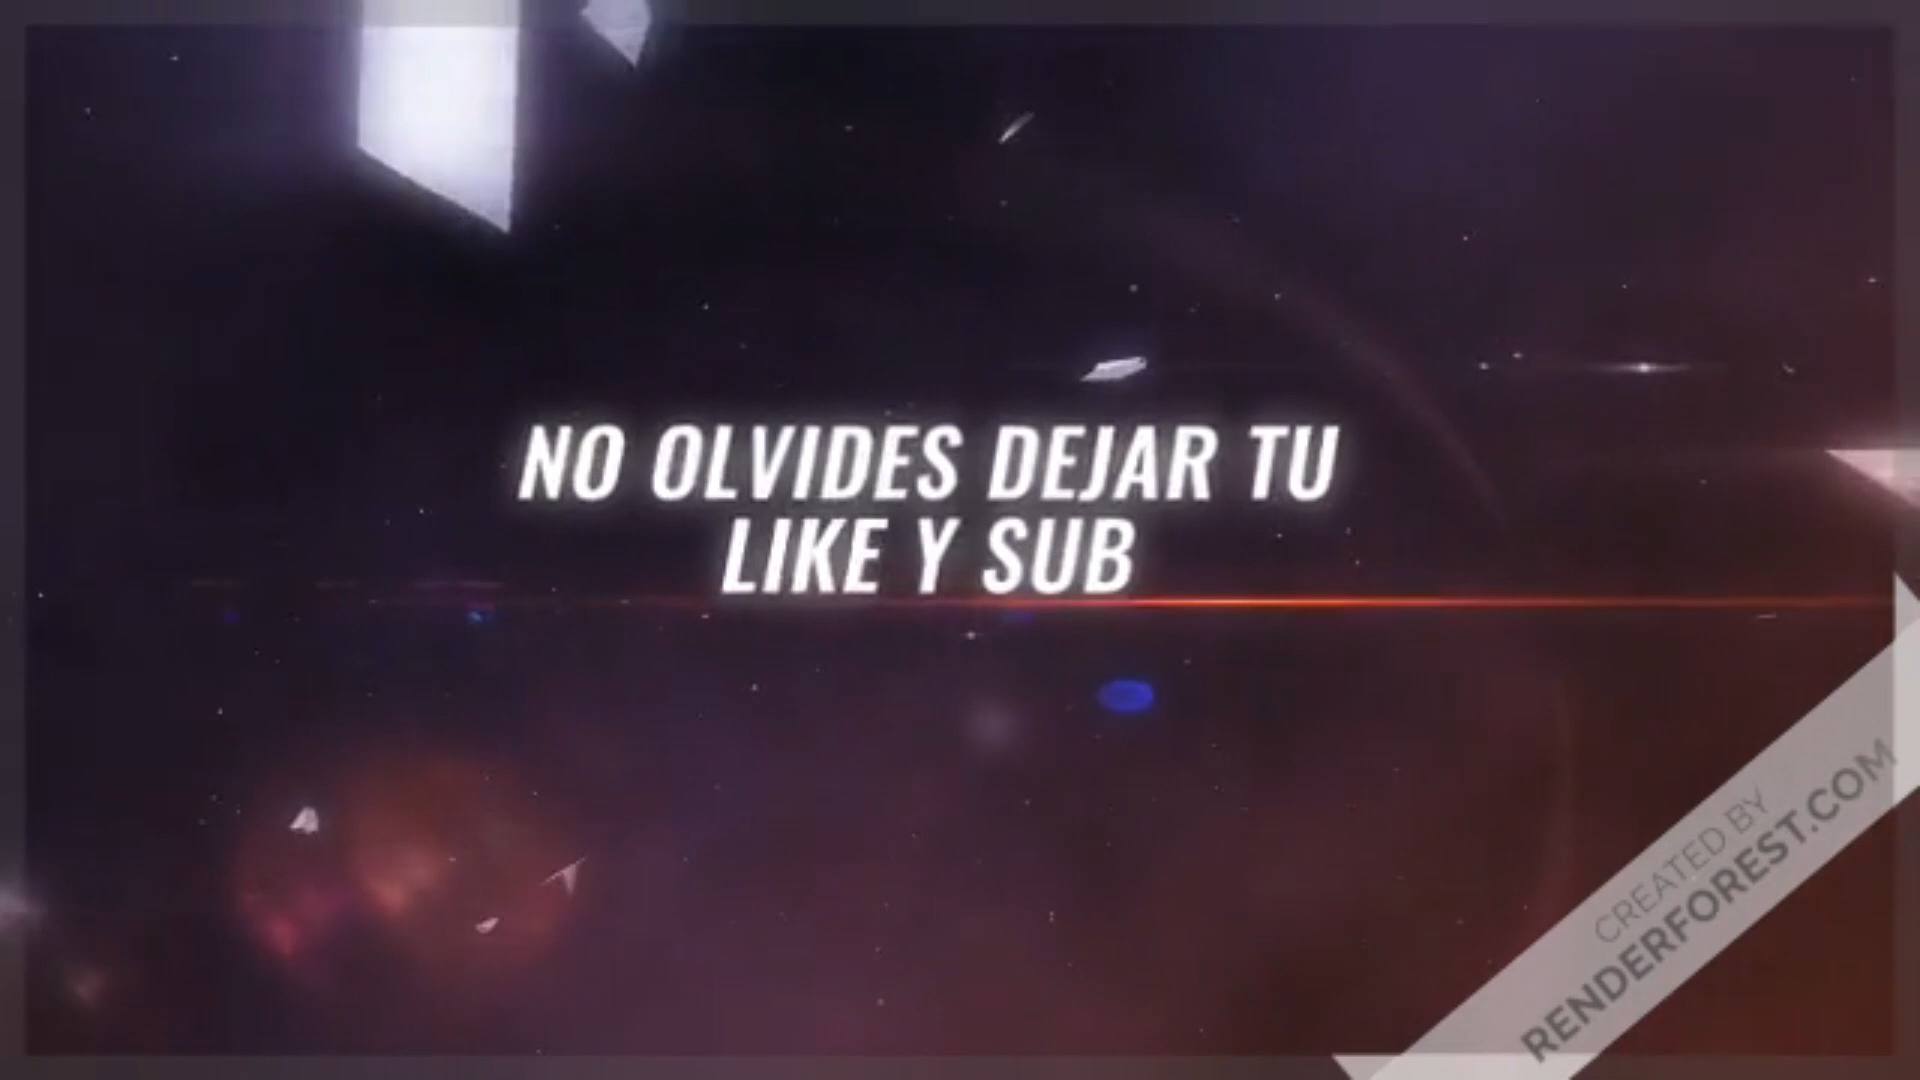 NO OLVIDES DEJAR TU
LIKE Y SUB
CREATED BY
RENDERFOREST.COM